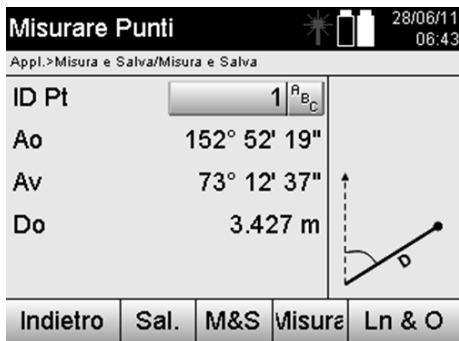 Misurare Punti
28/06/11
06:43
Appl.>Misura e Salva/Misura e Salva
ID Pt 1 ABC
Ao 152° 52' 19"
Av 73° 12' 37"
Do 3.427 m
D
Indietro Sal. M&S Misura Ln & O